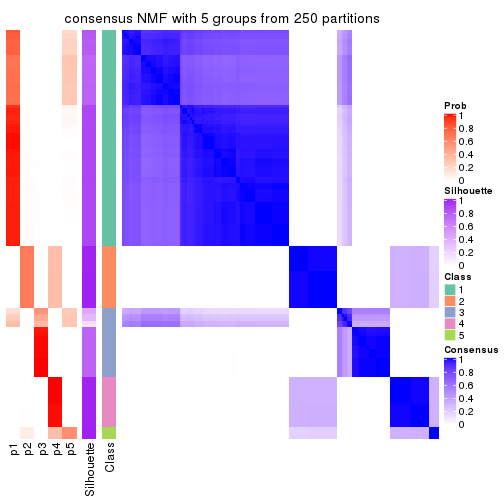 consensus NMF with 5 groups from 250 partitions
Prob
1
0.8
0.6
0.4
0.2
0
Silhouette
1
0.8
0.6
0.4
0.2
0
Class
1
2
3
4
5
Consensus
1
0.8
0.6
0.4
0.2
0
p1
p2
p3
p4
p5
Silhouette
Class